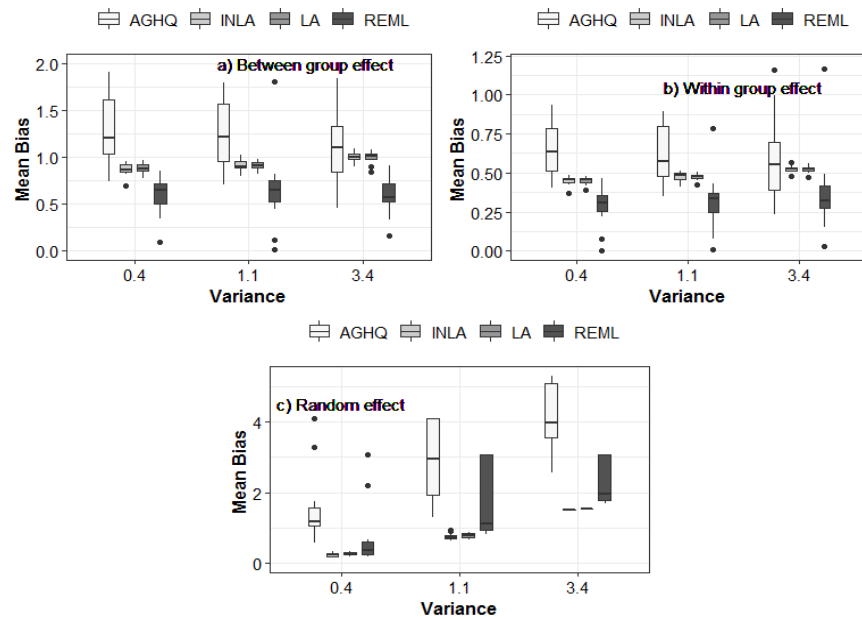 AGHQ INLA LA REML
a) Between group effect
Mean Bias
2.0
1.5
1.0
0.5
0.0
0.4 1.1 3.4
Variance
AGHQ INLA LA REML
b) Within group effect
Mean Bias
1.25
1.00
0.75
0.50
0.25
0.00
0.4 1.1 3.4
Variance
AGHQ INLA LA REML
c) Random effect
Mean Bias
4
2
0
0.4 1.1 3.4
Variance